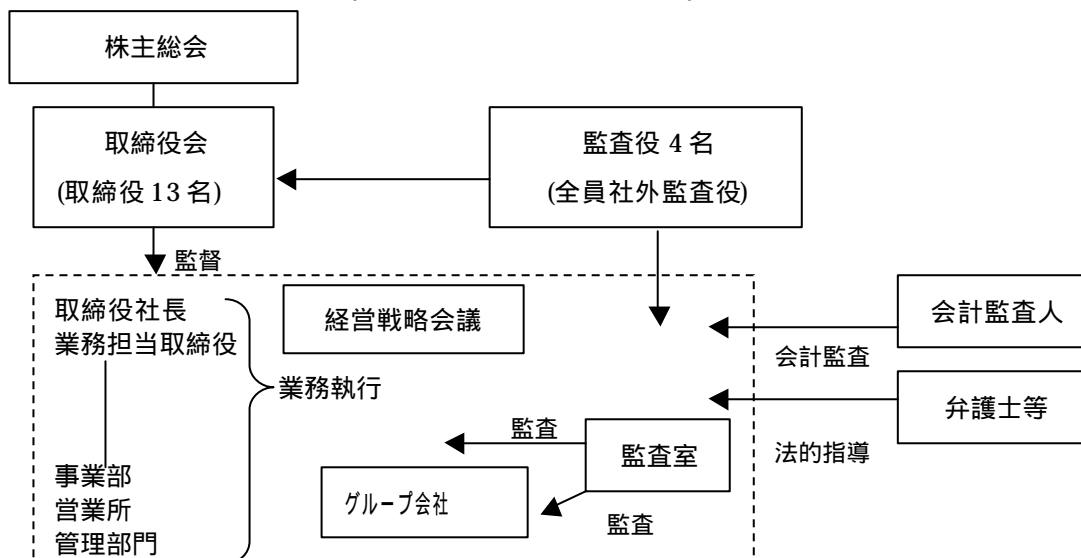 株主総会
取締役会
(取締役 13 名)
監査役 4 名
(全員社外監査役)
監督
取締役社長
業務担当取締役
経営戦略会議
業務執行
会計監査人
会計監査
弁護士等
法的指導
監査
監査室
グループ会社
監査
事業部
営業所
管理部門